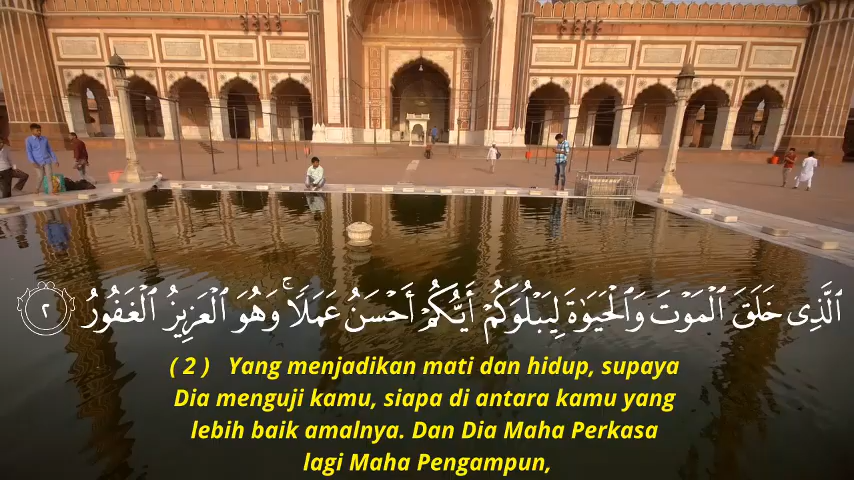 ٱلَّذِى خَلَقَ ٱلْمَوْتَ وَٱلْحَيَوٰةَ لِيَبْلُوَكُمْ أَيُّكُمْ أَحْسَنُ عَمَلًا ۚ وَهُوَ ٱلْعَزِيزُ ٱلْغَفُورُ ٢
( 2 ) Yang menjadikan mati dan hidup, supaya
Dia menguji kamu, siapa di antara kamu yang
lebih baik amalnya. Dan Dia Maha Perkasa
lagi Maha Pengampun,